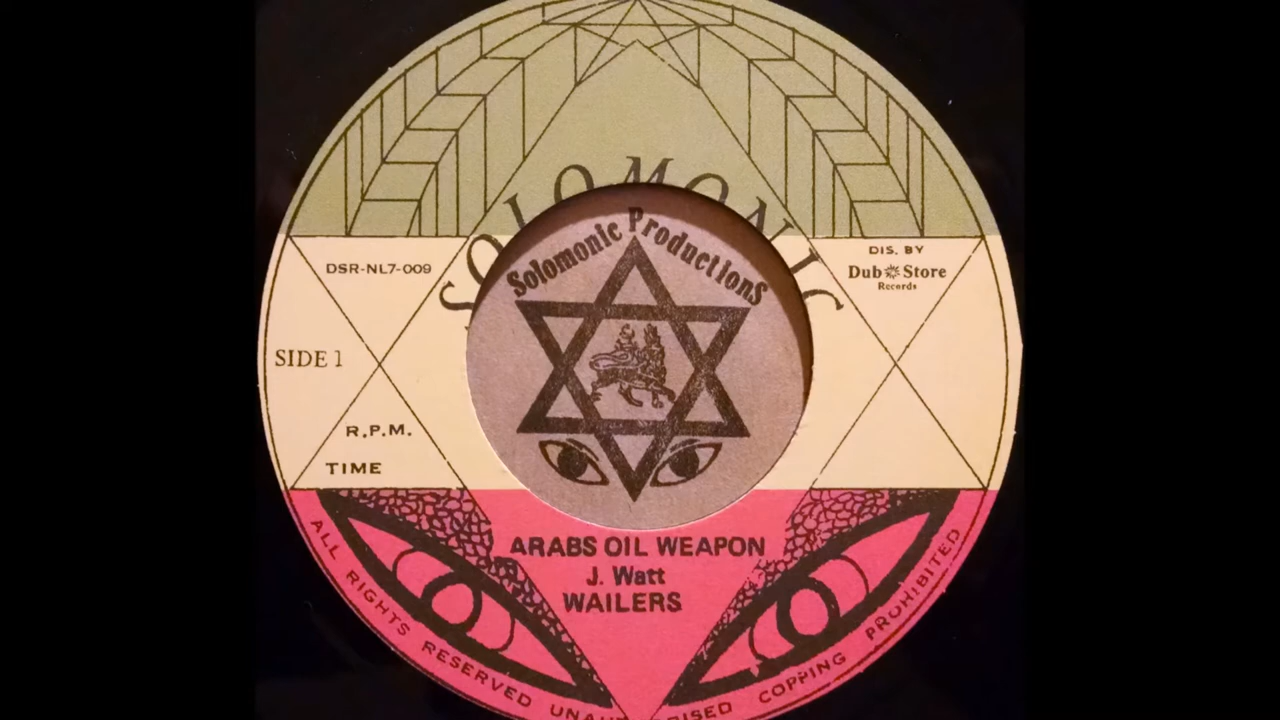 SOLOMONIC
Solomonic ProductionS
DSR-NL7-009
DIS. BY
Dub Store
Records
SIDE 1
R.P.M.
TIME
ARABS OIL WEAPON
J. Watt
WAILERS
ALL RIGHTS RESERVED COPPING PROHIBITED